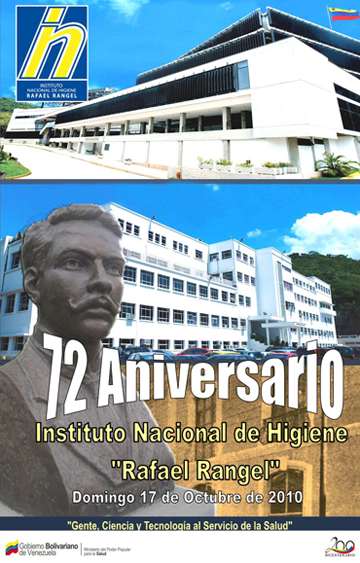 INSTITUTO
NACIONAL DE HIGIENE
RAFAEL RANGEL
72 Aniversario
Instituto Nacional de Higiene
"Rafael Rangel"
Domingo 17 de Octubre de 2010
"Gente, Ciencia y Tecnología al Servicio de la Salud"
Gobierno Bolivariano
de Venezuela
Ministerio del Poder Popular
para la Salud
200
BICENTENARIO